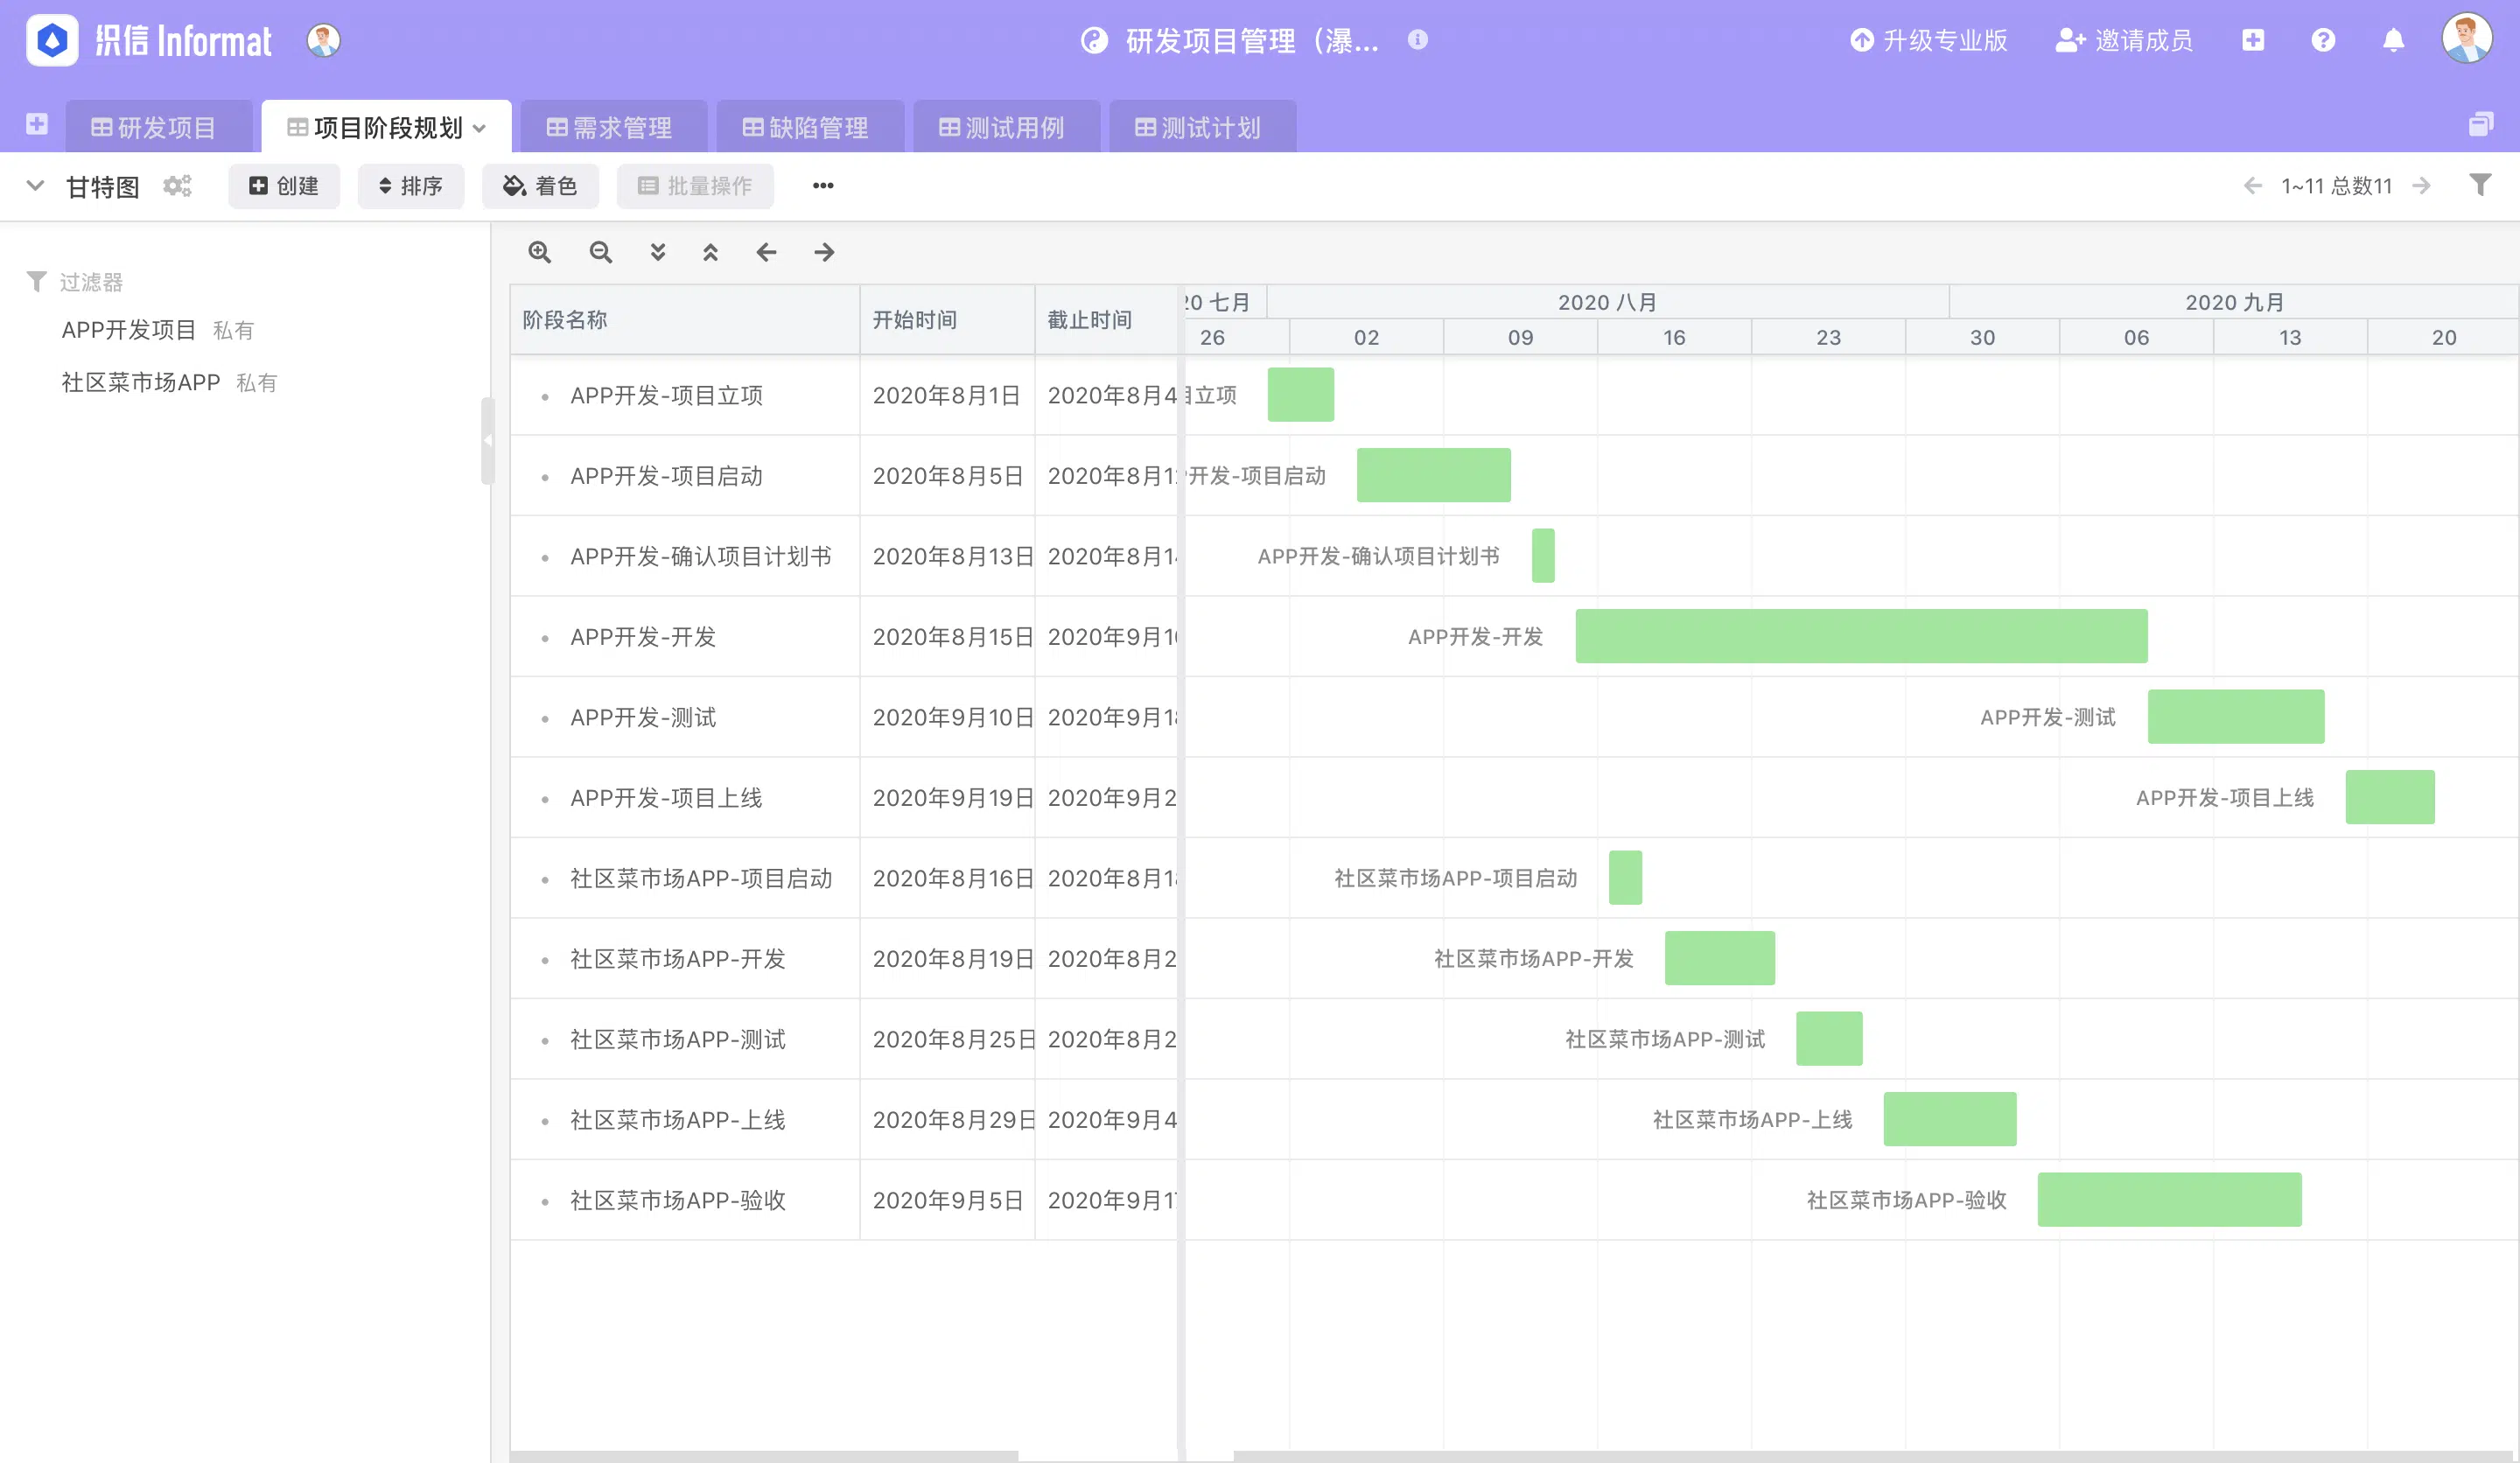 织信 Informat
研发项目管理（瀑...
升级专业版
邀请成员
研发项目
项目阶段规划
需求管理
缺陷管理
测试用例
测试计划
甘特图
创建
排序
着色
批量操作
1~11 总数11
过滤器
APP开发项目 私有
社区菜市场APP 私有
阶段名称 开始时间 截止时间
20 七月 2020 八月 2020 九月
26 02 09 16 23 30 06 13 20
APP开发-项目立项 2020年8月1日 2020年8月4 目立项
APP开发-项目启动 2020年8月5日 2020年8月12 开发-项目启动
APP开发-确认项目计划书 2020年8月13日 2020年8月14 APP开发-确认项目计划书
APP开发-开发 2020年8月15日 2020年9月10 APP开发-开发
APP开发-测试 2020年9月10日 2020年9月18 APP开发-测试
APP开发-项目上线 2020年9月19日 2020年9月2 APP开发-项目上线
社区菜市场APP-项目启动 2020年8月16日 2020年8月18 社区菜市场APP-项目启动
社区菜市场APP-开发 2020年8月19日 2020年8月2 社区菜市场APP-开发
社区菜市场APP-测试 2020年8月25日 2020年8月2 社区菜市场APP-测试
社区菜市场APP-上线 2020年8月29日 2020年9月4 社区菜市场APP-上线
社区菜市场APP-验收 2020年9月5日 2020年9月17 社区菜市场APP-验收